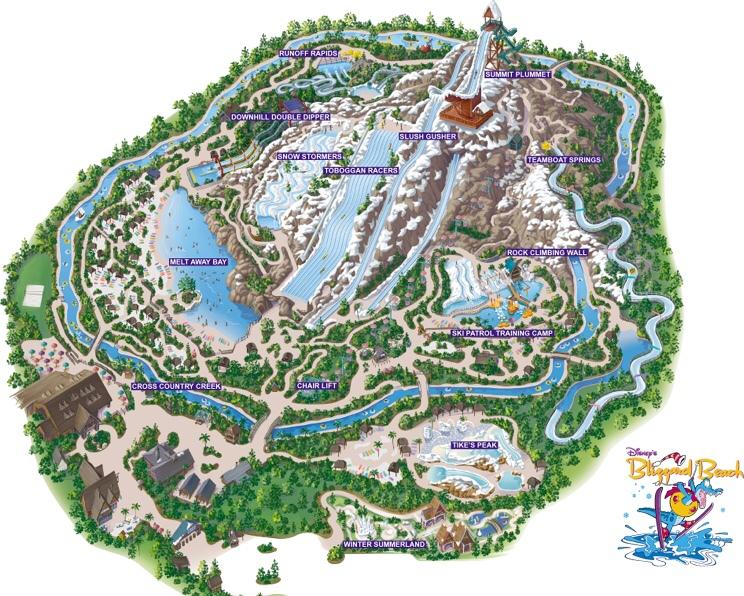 RUNOFF RAPIDS
SUMMIT PLUMMET
DOWNHILL DOUBLE DIPPER
SLUSH GUSHER
SNOW STORMERS
TEAMBOAT SPRINGS
TOBOGGAN RACERS
ROCK CLIMBING WALL
MELT AWAY BAY
SKI PATROL TRAINING CAMP
CROSS COUNTRY CREEK
CHAIR LIFT
TIKE'S PEAK
DISNEY'S
Blizzard Beach
WINTER SUMMERLAND